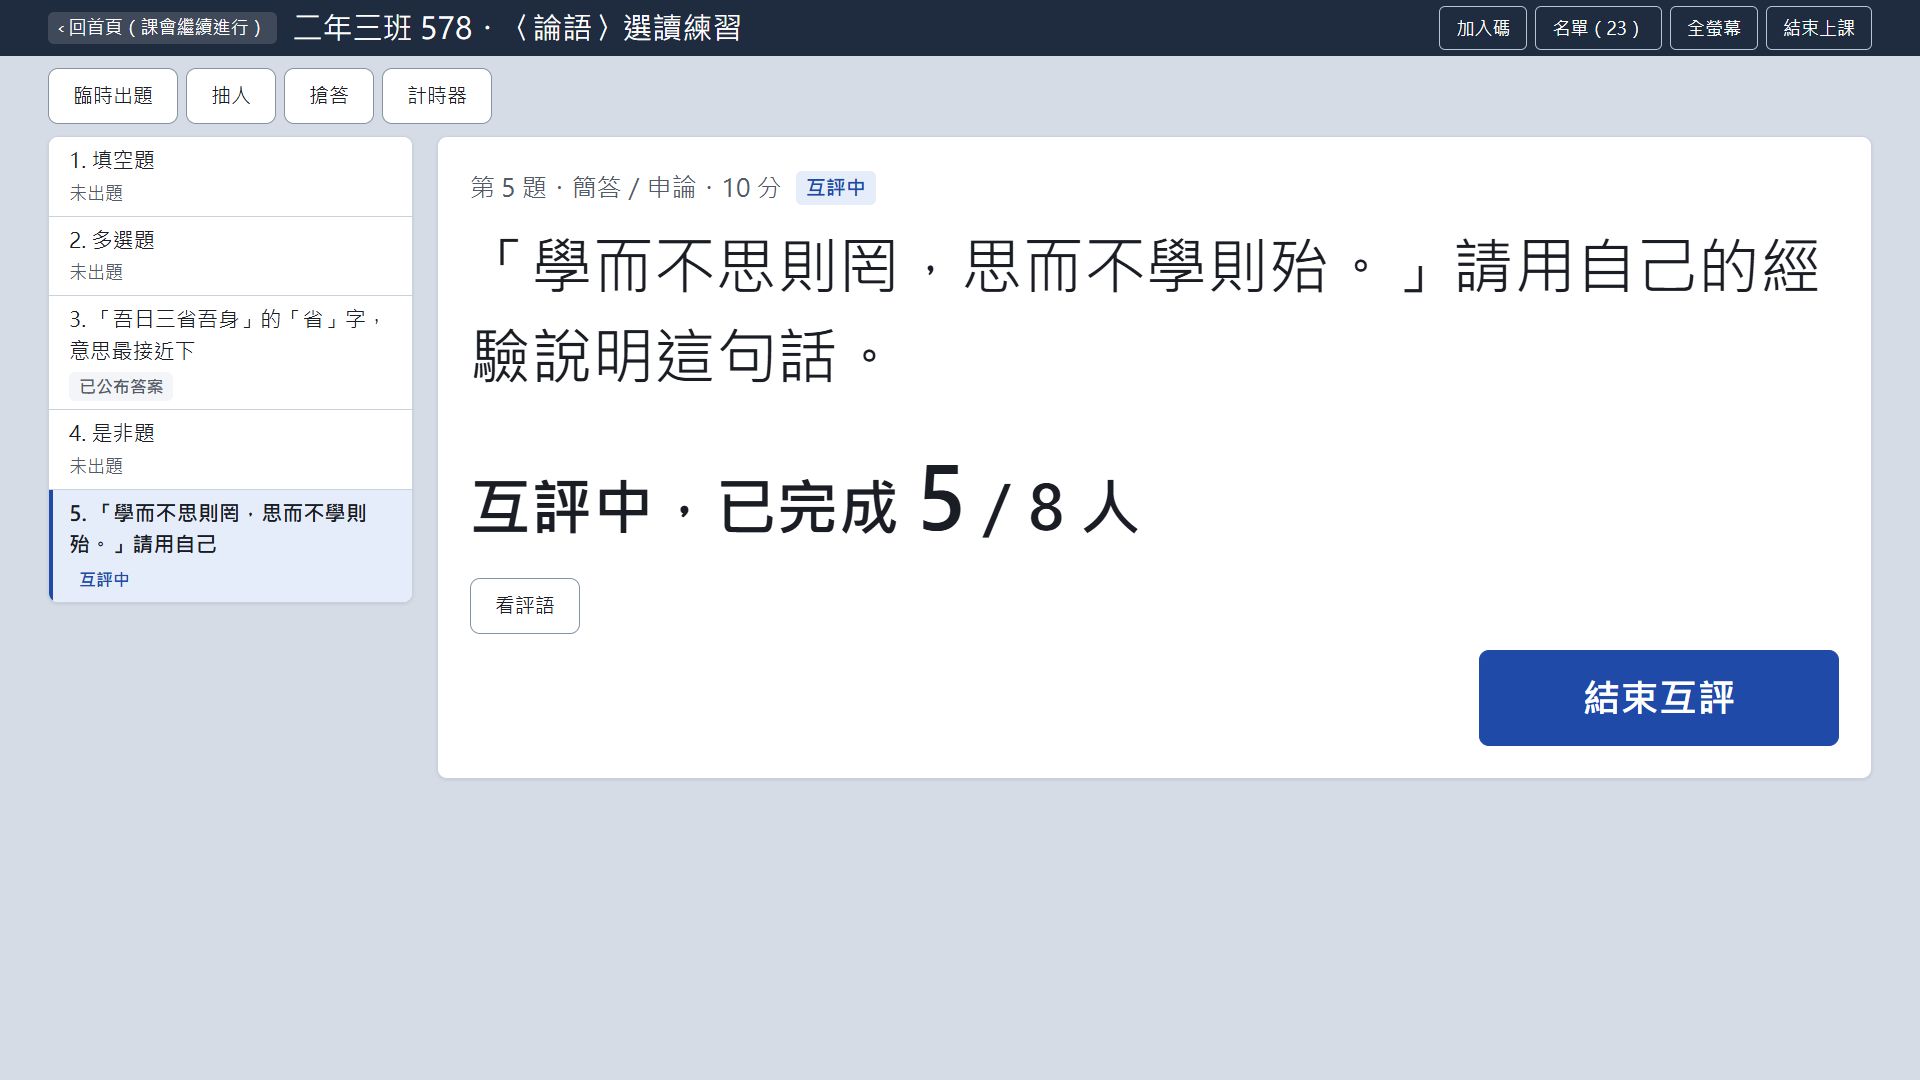 ‹ 回首頁（課會繼續進行）
二年三班 578 ·〈論語〉選讀練習
加入碼
名單（23）
全螢幕
結束上課
臨時出題
抽人
搶答
計時器
1. 填空題
未出題
2. 多選題
未出題
3.「吾日三省吾身」的「省」字，
意思最接近下
已公布答案
4. 是非題
未出題
5.「學而不思則罔，思而不學則
殆。」請用自己
互評中
第 5 題 · 簡答 / 申論 · 10 分
互評中
「學而不思則罔，思而不學則殆。」請用自己的經
驗說明這句話。
互評中，已完成 5 / 8 人
看評語
結束互評